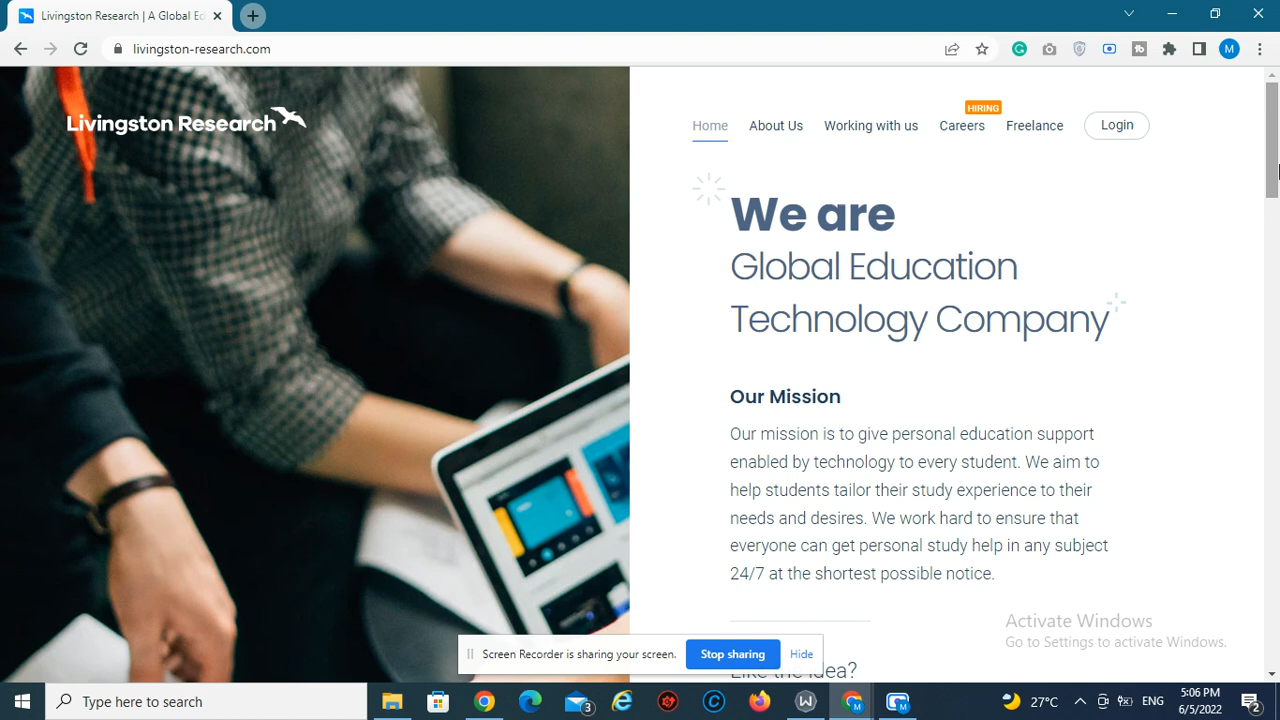 Livingston Research | A Global Ed
livingston-research.com
M
Livingston Research
HIRING
Home
About Us
Working with us
Careers
Freelance
Login
We are
Global Education
Technology Company
Our Mission
Our mission is to give personal education support
enabled by technology to every student. We aim to
help students tailor their study experience to their
needs and desires. We work hard to ensure that
everyone can get personal study help in any subject
24/7 at the shortest possible notice.
Activate Windows
Go to Settings to activate Windows.
Screen Recorder is sharing your screen.
Stop sharing
Hide
Like the idea?
Type here to search
3
27°C
ENG
5:06 PM
6/5/2022
2